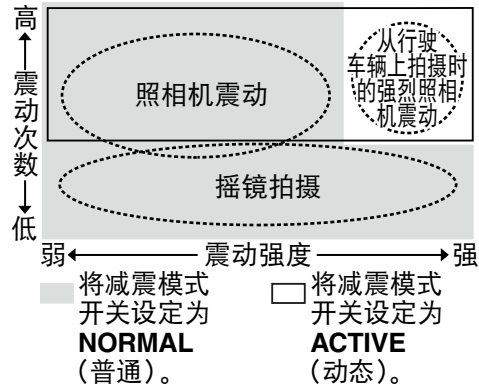 高
震动次数
低
照相机震动
从行驶
车辆上拍摄时
的强烈照相
机震动
摇镜拍摄
弱
震动强度
强
将减震模式
开关设定为
NORMAL
(普通)。
将减震模式
开关设定为
ACTIVE
(动态)。